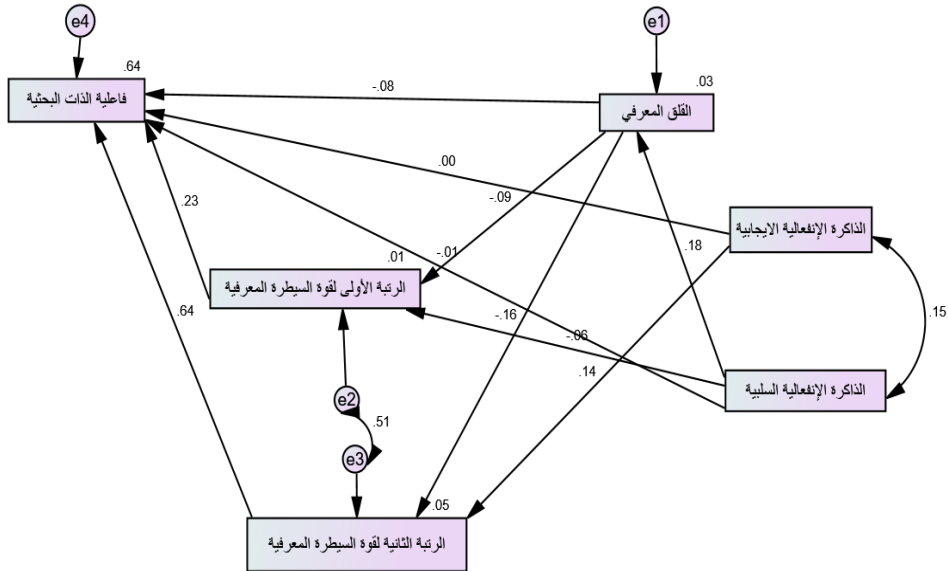 e4
e1
.64
فاعلية الذات البحثية
-.08
.03
القلق المعرفي
.00
-.09
.23
الذاكرة الإنفعالية الايجابية
.01
-.01
.18
الرتبة الأولى لقوة السيطرة المعرفية
.64
-.16
-.06
.15
.14
الذاكرة الإنفعالية السلبية
e2
.51
e3
.05
الرتبة الثانية لقوة السيطرة المعرفية